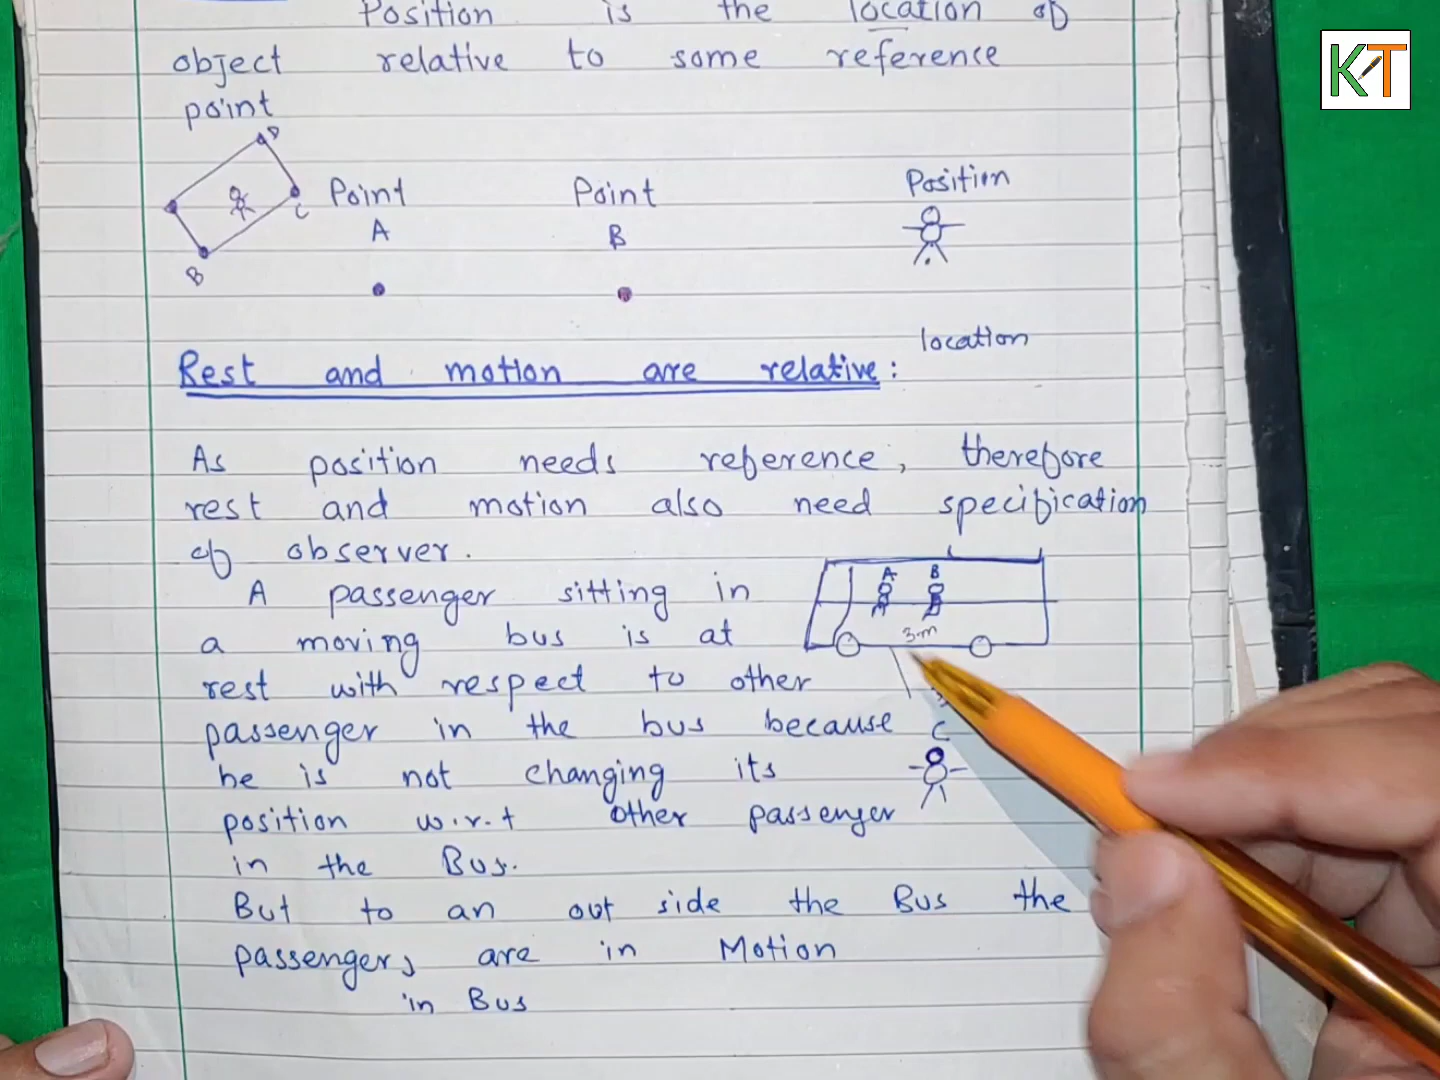 Position is the location of
object relative to some reference
point
KT
D
C
B
Point
A
Point
B
Position
location
Rest and motion are relative:
As position needs reference, therefore
rest and motion also need specification
of observer.
A passenger sitting in
a moving bus is at
rest with respect to other
passenger in the bus because
he is not changing its
position w.r.t other passenger
in the Bus.
But to an out side the Bus the
passengers are in Motion
in Bus
A B
3m
C